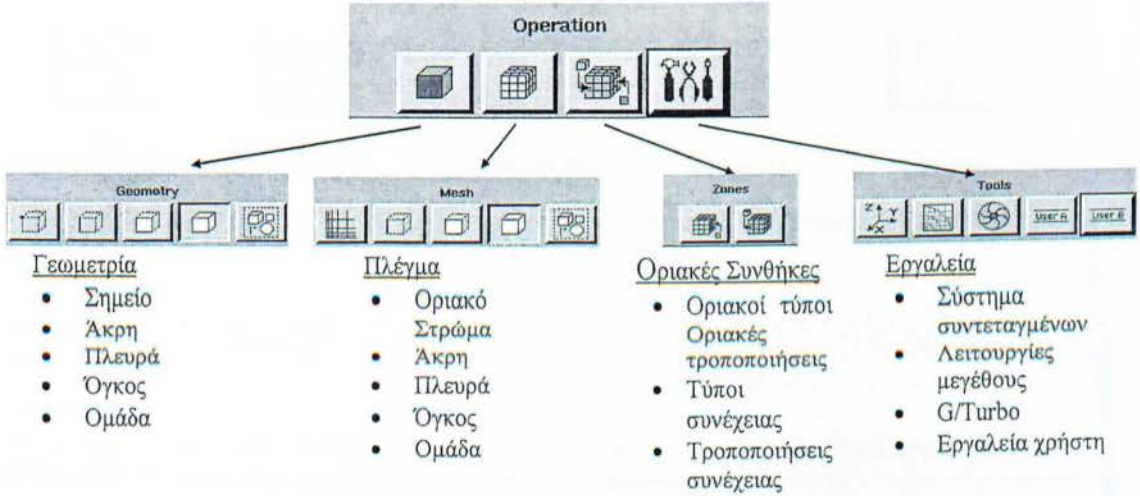 Operation
Geometry
Γεωμετρία
• Σημείο
• Άκρη
• Πλευρά
• Όγκος
• Ομάδα
Mesh
Πλέγμα
• Οριακό
Στρώμα
• Άκρη
• Πλευρά
• Όγκος
• Ομάδα
Zones
Οριακές Συνθήκες
• Οριακοί τύποι
Οριακές
τροποποιήσεις
• Τύποι
συνέχειας
• Τροποποιήσεις
συνέχειας
Tools
Z Y X
User A
User B
Εργαλεία
• Σύστημα
συντεταγμένων
• Λειτουργίες
μεγέθους
• G/Turbo
• Εργαλεία χρήστη